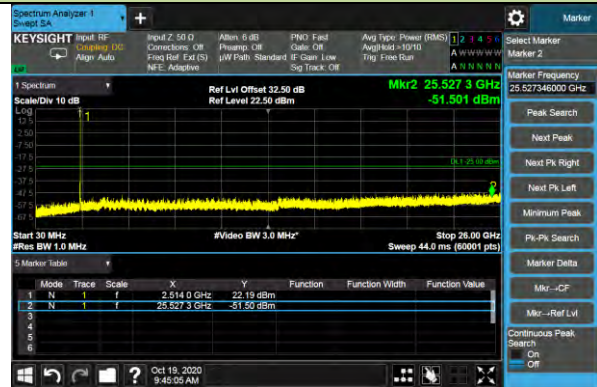 Spectrum Analyzer 1
Swept SA
+
Marker
KEYSIGHT
Input: RF
Coupling: DC
Align: Auto
Input Z: 50 Ω
Corrections: Off
Freq Ref: Ext (S)
NFE: Adaptive
Atten: 6 dB
Preamp: Off
µW Path: Standard
PNO: Fast
Gate: Off
IF Gain: Low
Sig Track: Off
Avg Type: Power (RMS)
Avg|Hold:>10/10
Trig: Free Run
1 2 3 4 5 6
A W W W W W
A N N N N N
Select Marker
Marker 2
Marker Frequency
25.527346000 GHz
Peak Search
Next Peak
Next Pk Right
Next Pk Left
Minimum Peak
Pk-Pk Search
Marker Delta
Mkr→CF
Mkr→Ref Lvl
Continuous Peak
Search
On
Off
1 Spectrum
Scale/Div 10 dB
Log
Ref Lvl Offset 32.50 dB
Ref Level 22.50 dBm
Mkr2 25.527 3 GHz
-51.501 dBm
12.5
2.50
-7.50
-17.5
-27.5
-37.5
-47.5
-57.5
-67.5
1
DL1 -25.00 dBm
Start 30 MHz
#Res BW 1.0 MHz
#Video BW 3.0 MHz*
Stop 26.00 GHz
Sweep 44.0 ms (60001 pts)
5 Marker Table
Mode Trace Scale X Y Function Function Width Function Value
1 N 1 f 2.514 0 GHz 22.19 dBm
2 N 1 f 25.527 3 GHz -51.50 dBm
3
4
5
6
?
Oct 19, 2020
9:45:05 AM